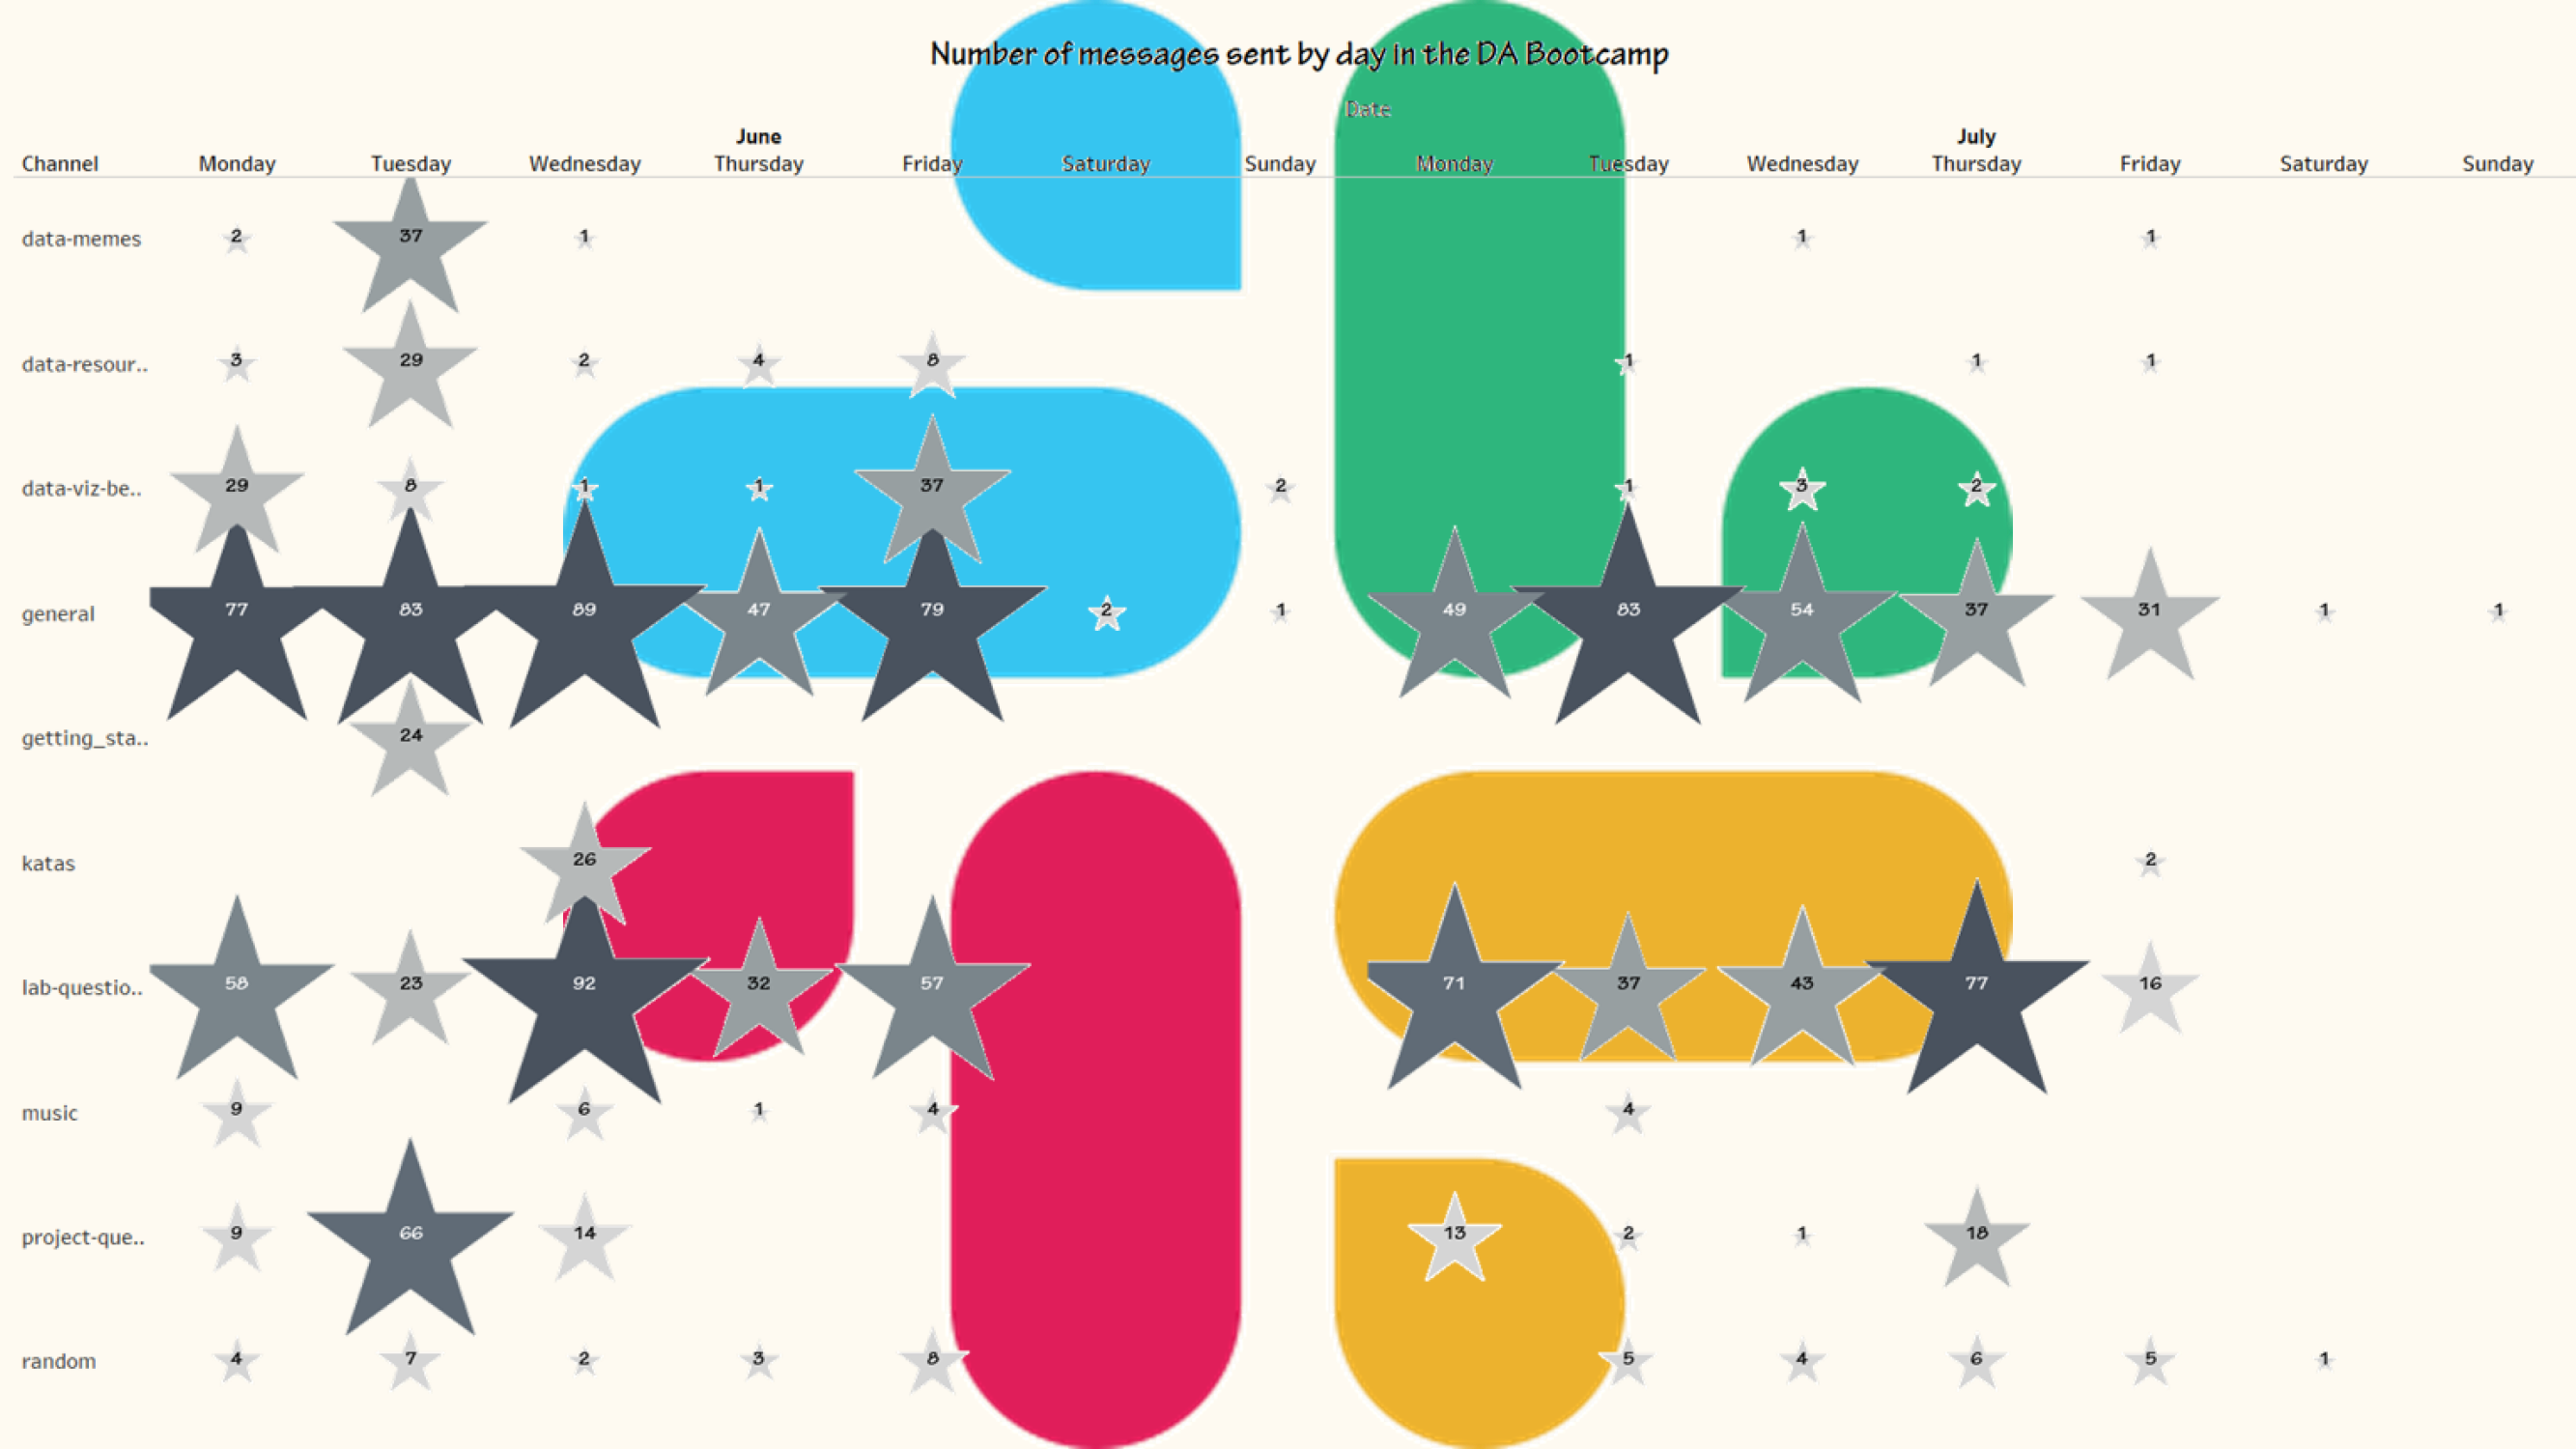 Number of messages sent by day in the DA Bootcamp
Date
June July
Channel Monday Tuesday Wednesday Thursday Friday Saturday Sunday Monday Tuesday Wednesday Thursday Friday Saturday Sunday
data-memes 2 37 1 1 1
data-resour.. 3 29 2 4 8 1 1 1
data-viz-be.. 29 8 1 1 37 2 1 3 2
general 77 83 89 47 79 2 1 49 83 54 37 31 1 1
getting_sta.. 24
katas 26 2
lab-questio.. 58 23 92 32 57 71 37 43 77 16
music 9 6 1 4 4
project-que.. 9 66 14 13 2 1 18
random 4 7 2 3 8 5 4 6 5 1